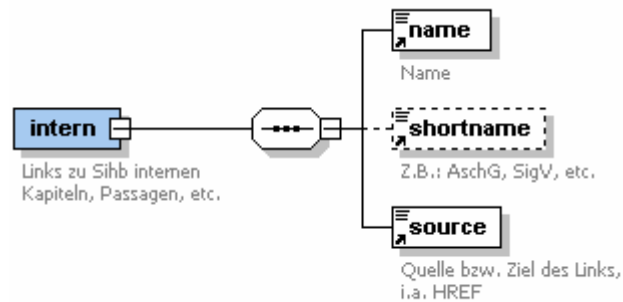 name
Name
intern
Links zu Sihb internen
Kapiteln, Passagen, etc.
shortname
Z.B.: AschG, SigV, etc.
source
Quelle bzw. Ziel des Links,
i.a. HREF